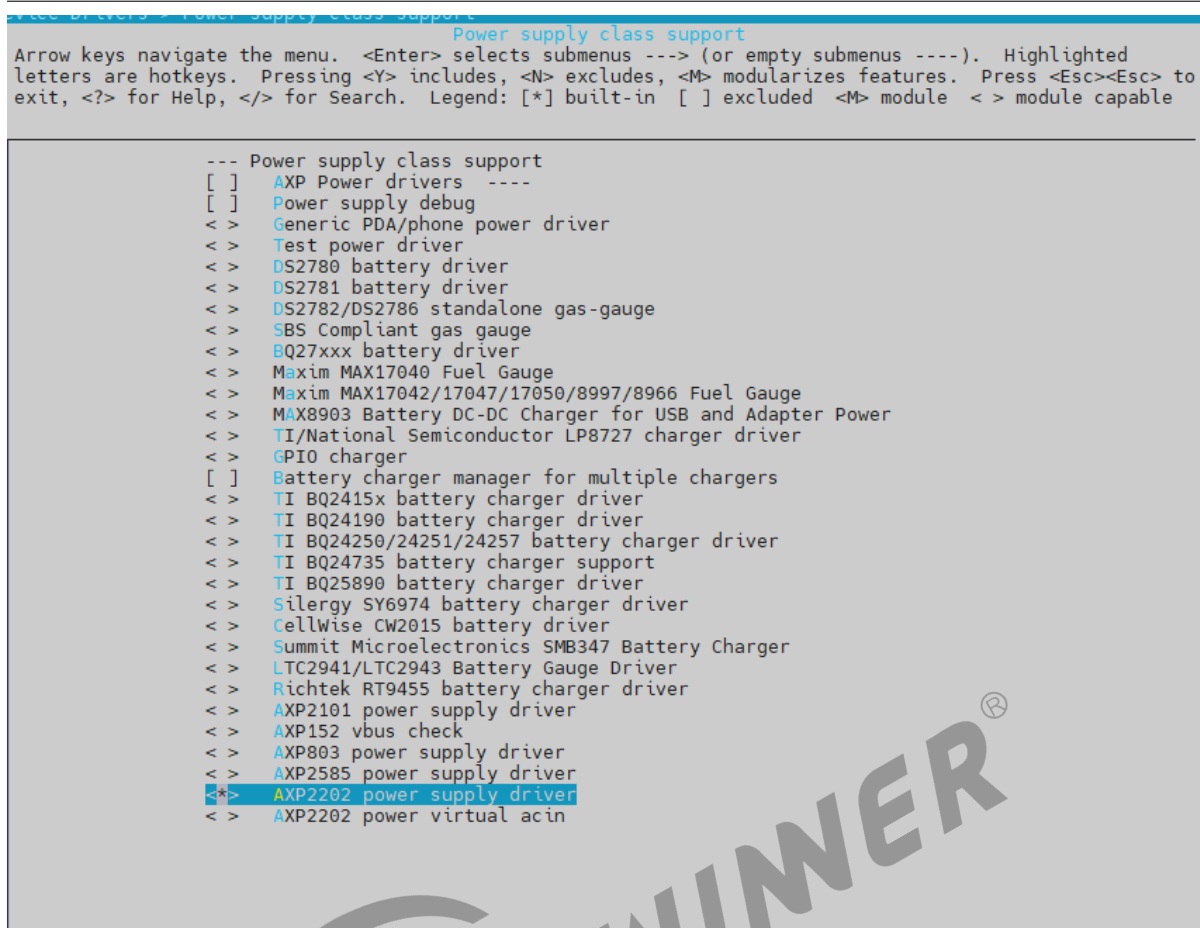 Device Drivers > Power supply class support
Power supply class support
Arrow keys navigate the menu.  <Enter> selects submenus ---> (or empty submenus ----).  Highlighted
letters are hotkeys.  Pressing <Y> includes, <N> excludes, <M> modularizes features.  Press <Esc><Esc> to
exit, <?> for Help, </> for Search.  Legend: [*] built-in  [ ] excluded  <M> module  < > module capable
--- Power supply class support
[ ]   AXP Power drivers  ----
[ ]   Power supply debug
< >   Generic PDA/phone power driver
< >   Test power driver
< >   DS2780 battery driver
< >   DS2781 battery driver
< >   DS2782/DS2786 standalone gas-gauge
< >   SBS Compliant gas gauge
< >   BQ27xxx battery driver
< >   Maxim MAX17040 Fuel Gauge
< >   Maxim MAX17042/17047/17050/8997/8966 Fuel Gauge
< >   MAX8903 Battery DC-DC Charger for USB and Adapter Power
< >   TI/National Semiconductor LP8727 charger driver
< >   GPIO charger
[ ]   Battery charger manager for multiple chargers
< >   TI BQ2415x battery charger driver
< >   TI BQ24190 battery charger driver
< >   TI BQ24250/24251/24257 battery charger driver
< >   TI BQ24735 battery charger support
< >   TI BQ25890 battery charger driver
< >   Silergy SY6974 battery charger driver
< >   CellWise CW2015 battery driver
< >   Summit Microelectronics SMB347 Battery Charger
< >   LTC2941/LTC2943 Battery Gauge Driver
< >   Richtek RT9455 battery charger driver
< >   AXP2101 power supply driver
< >   AXP152 vbus check
< >   AXP803 power supply driver
< >   AXP2585 power supply driver
<*>   AXP2202 power supply driver
< >   AXP2202 power virtual acin
WINNER®